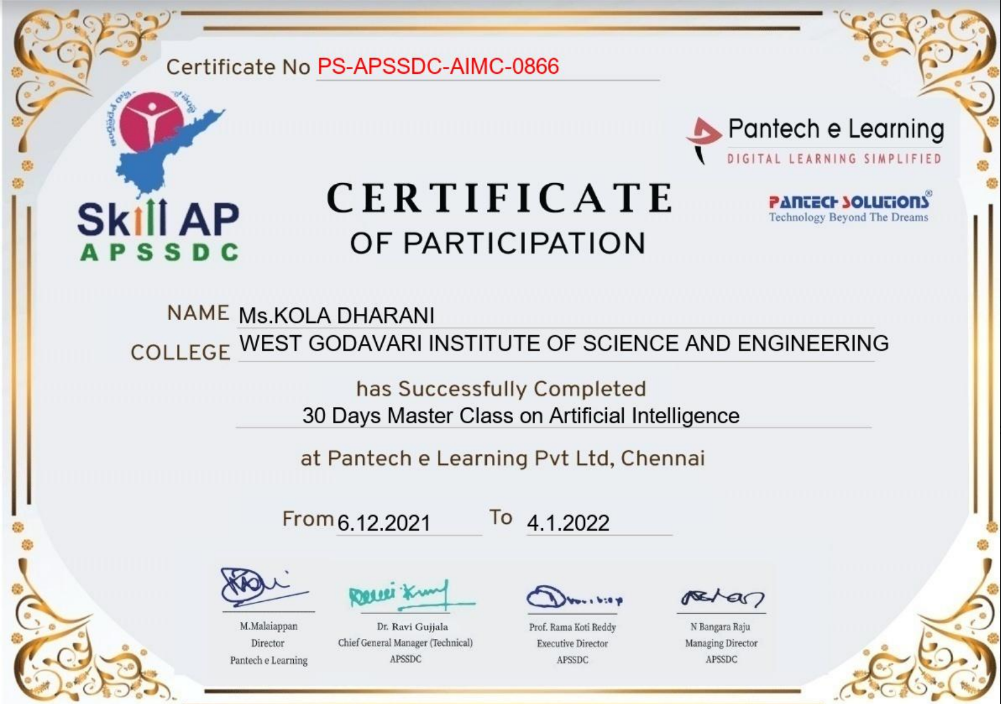 Certificate No PS-APSSDC-AIMC-0866
Pantech e Learning
DIGITAL LEARNING SIMPLIFIED
PANTECH SOLUTIONS®
Technology Beyond The Dreams
Skill AP
APSSDC
CERTIFICATE
OF PARTICIPATION
NAME Ms.KOLA DHARANI
COLLEGE WEST GODAVARI INSTITUTE OF SCIENCE AND ENGINEERING
has Successfully Completed
30 Days Master Class on Artificial Intelligence
at Pantech e Learning Pvt Ltd, Chennai
From 6.12.2021 To 4.1.2022
M.Malaiappan
Director
Pantech e Learning
Dr. Ravi Gujjala
Chief General Manager (Technical)
APSSDC
Prof. Rama Koti Reddy
Executive Director
APSSDC
N Bangara Raju
Managing Director
APSSDC